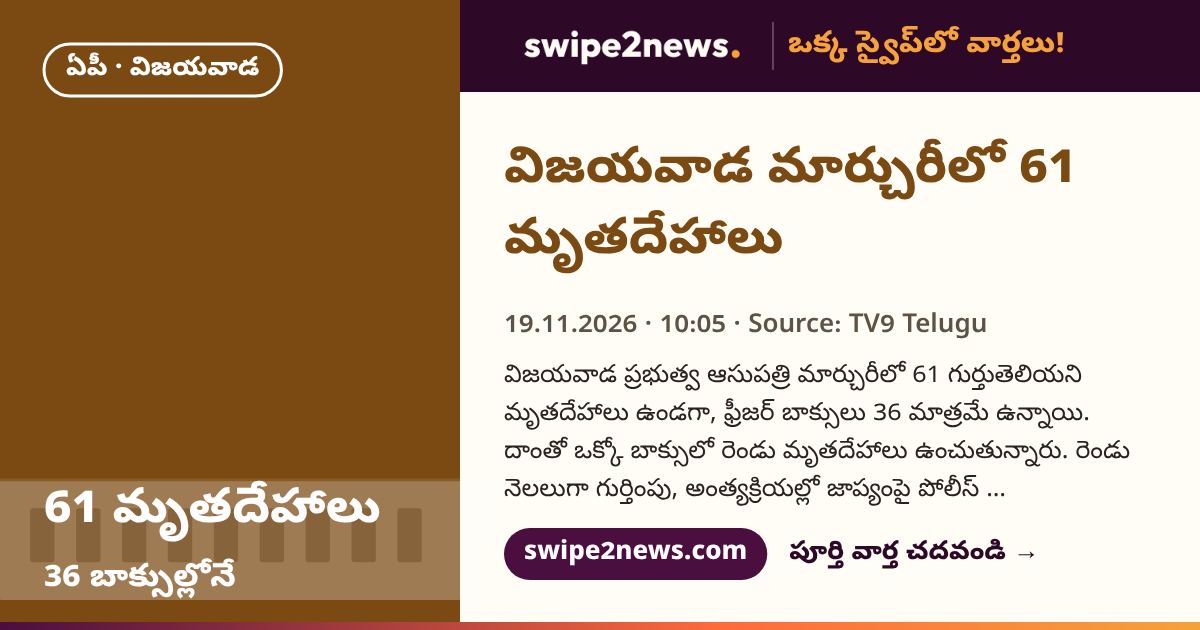 ఏపీ · విజయవాడ
61 మృతదేహాలు
36 బాక్సుల్లోనే
swipe2news. ఒక్క స్వైప్‌లో వార్తలు!
విజయవాడ మార్చురీలో 61
మృతదేహాలు
19.11.2026 · 10:05 · Source: TV9 Telugu
విజయవాడ ప్రభుత్వ ఆసుపత్రి మార్చురీలో 61 గుర్తుతెలియని
మృతదేహాలు ఉండగా, ఫ్రీజర్ బాక్సులు 36 మాత్రమే ఉన్నాయి.
దాంతో ఒక్కో బాక్సులో రెండు మృతదేహాలు ఉంచుతున్నారు. రెండు
నెలలుగా గుర్తింపు, అంత్యక్రియల్లో జాప్యంపై పోలీస్ ...
swipe2news.com పూర్తి వార్త చదవండి →